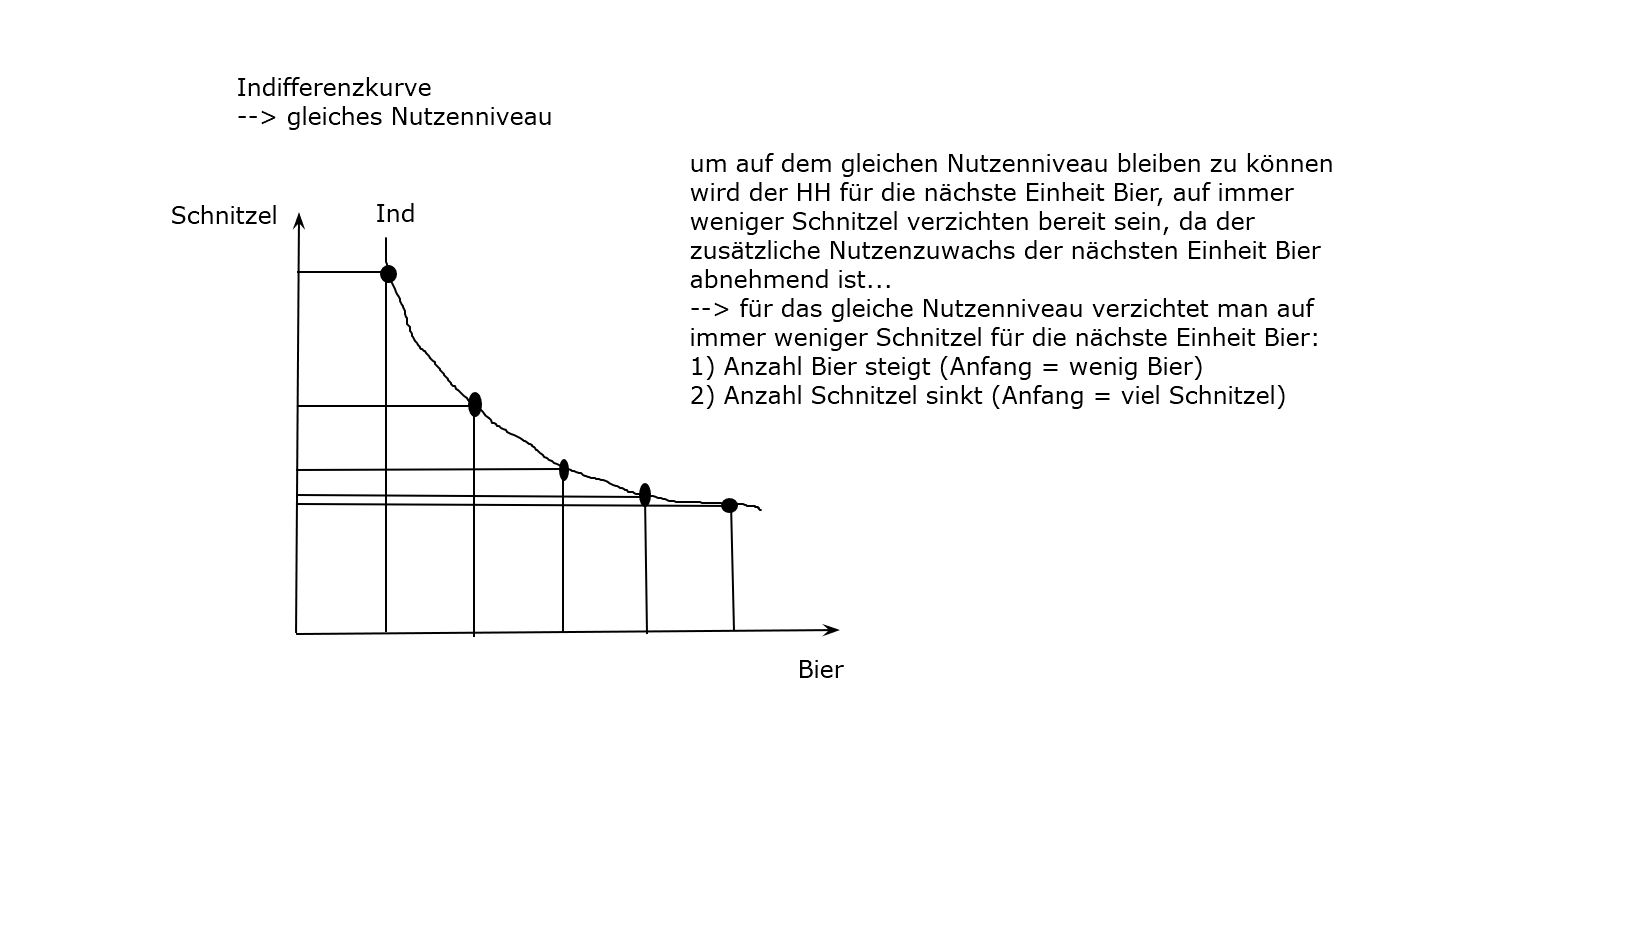 Indifferenzkurve
--> gleiches Nutzenniveau
um auf dem gleichen Nutzenniveau bleiben zu können
wird der HH für die nächste Einheit Bier, auf immer
weniger Schnitzel verzichten bereit sein, da der
zusätzliche Nutzenzuwachs der nächsten Einheit Bier
abnehmend ist...
--> für das gleiche Nutzenniveau verzichtet man auf
immer weniger Schnitzel für die nächste Einheit Bier:
1) Anzahl Bier steigt (Anfang = wenig Bier)
2) Anzahl Schnitzel sinkt (Anfang = viel Schnitzel)
Schnitzel
Ind
Bier